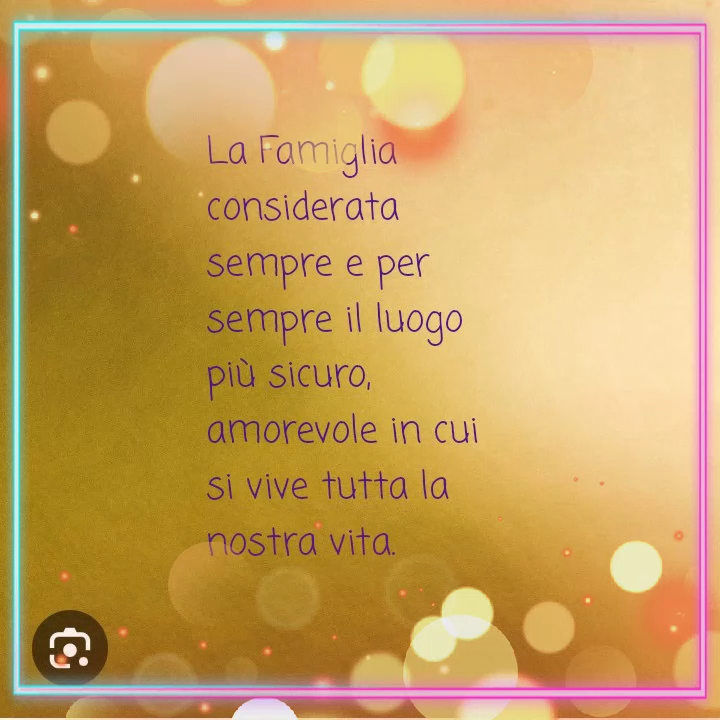 La Famiglia
considerata
sempre e per
sempre il luogo
più sicuro,
amorevole in cui
si vive tutta la
nostra vita.